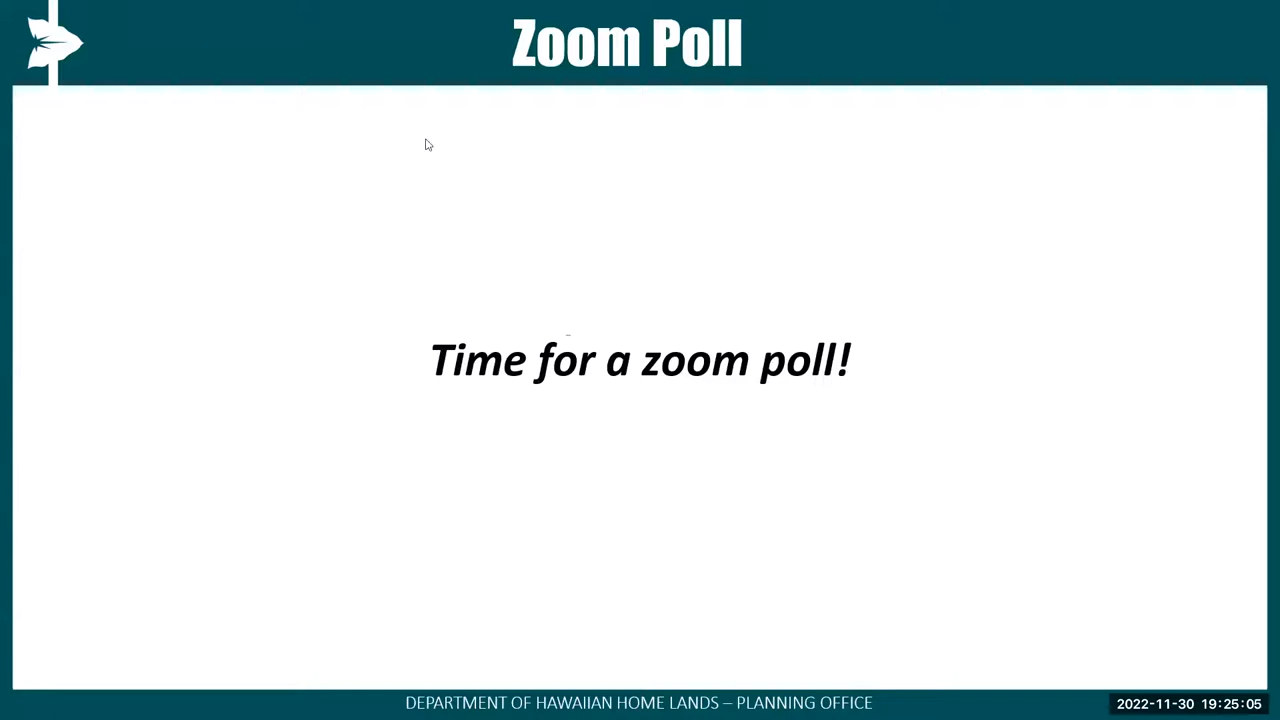 Zoom Poll
Time for a zoom poll!
DEPARTMENT OF HAWAIIAN HOME LANDS – PLANNING OFFICE
2022-11-30 19:25:05